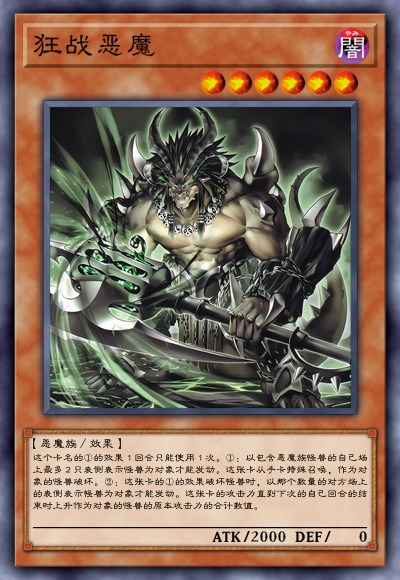 狂战恶魔
やみ
闇
【恶魔族/效果】
这个卡名的①的效果1回合只能使用1次。①：以包含恶魔族怪兽的自己场
上最多2只表侧表示怪兽为对象才能发动。这张卡从手卡特殊召唤，作为
对象的怪兽破坏。②：这张卡的①的效果破坏怪兽时，以那个数量的对方场上
的表侧表示怪兽为对象才能发动。这张卡的攻击力直到下次的自己回合的结
束时上升作为对象的怪兽的原本攻击力的合计数值。
ATK/2000 DEF/ 0